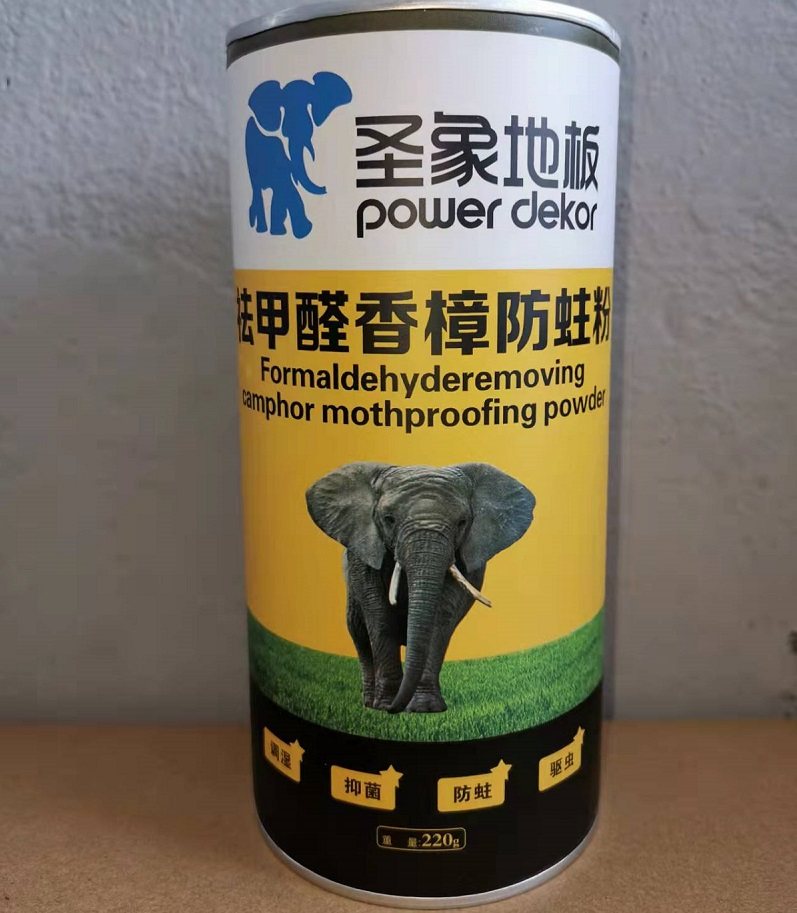 圣象地板
power dekor
祛甲醛香樟防蛀粉
Formaldehyderemoving
camphor mothproofing powder
调湿
抑菌
防蛀
驱虫
重 量:220g